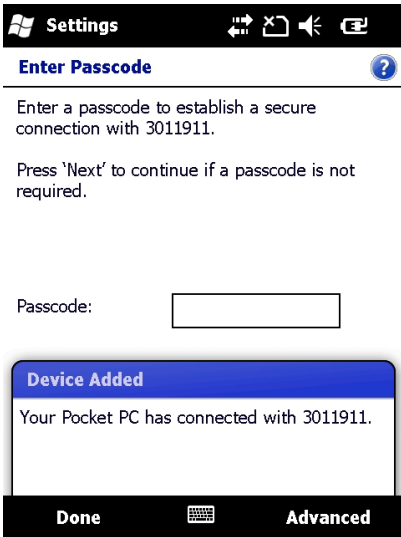 Settings
Enter Passcode
?
Enter a passcode to establish a secure
connection with 3011911.
Press 'Next' to continue if a passcode is not
required.
Passcode:
Device Added
Your Pocket PC has connected with 3011911.
Done
Advanced